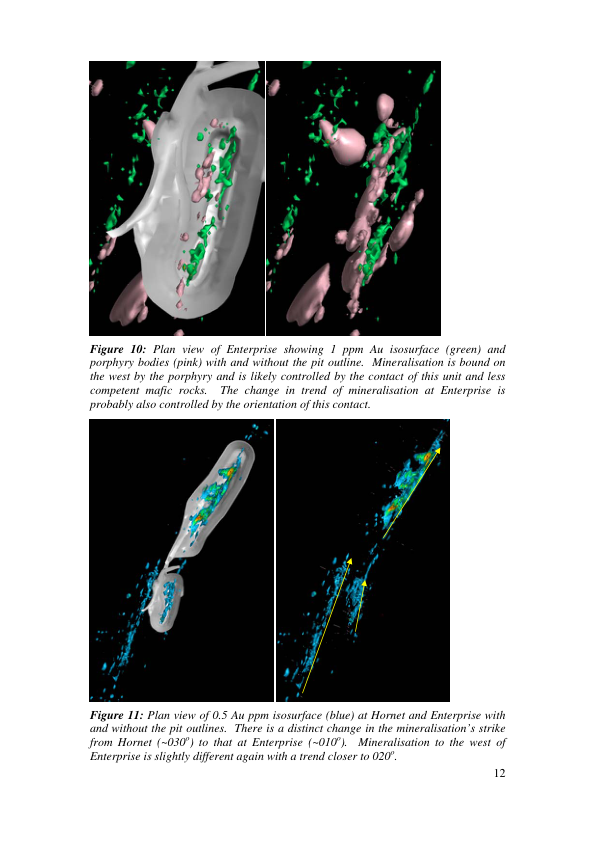 Figure 10: Plan view of Enterprise showing 1 ppm Au isosurface (green) and
porphyry bodies (pink) with and without the pit outline. Mineralisation is bound on
the west by the porphyry and is likely controlled by the contact of this unit and less
competent mafic rocks. The change in trend of mineralisation at Enterprise is
probably also controlled by the orientation of this contact.
Figure 11: Plan view of 0.5 Au ppm isosurface (blue) at Hornet and Enterprise with
and without the pit outlines. There is a distinct change in the mineralisation's strike
from Hornet (~030°) to that at Enterprise (~010°). Mineralisation to the west of
Enterprise is slightly different again with a trend closer to 020°.
12